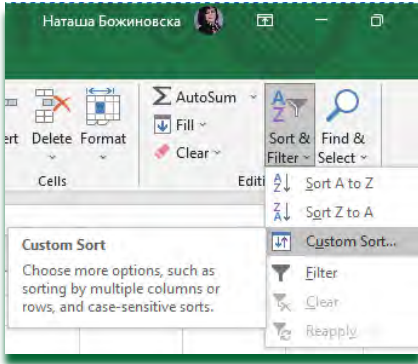 Наташа Божиновска
ert Delete Format
Cells
AutoSum
Fill
Clear
Editi
Sort & Filter
Find & Select
Sort A to Z
Sort Z to A
Custom Sort...
Filter
Clear
Reapply
Custom Sort
Choose more options, such as
sorting by multiple columns or
rows, and case-sensitive sorts.